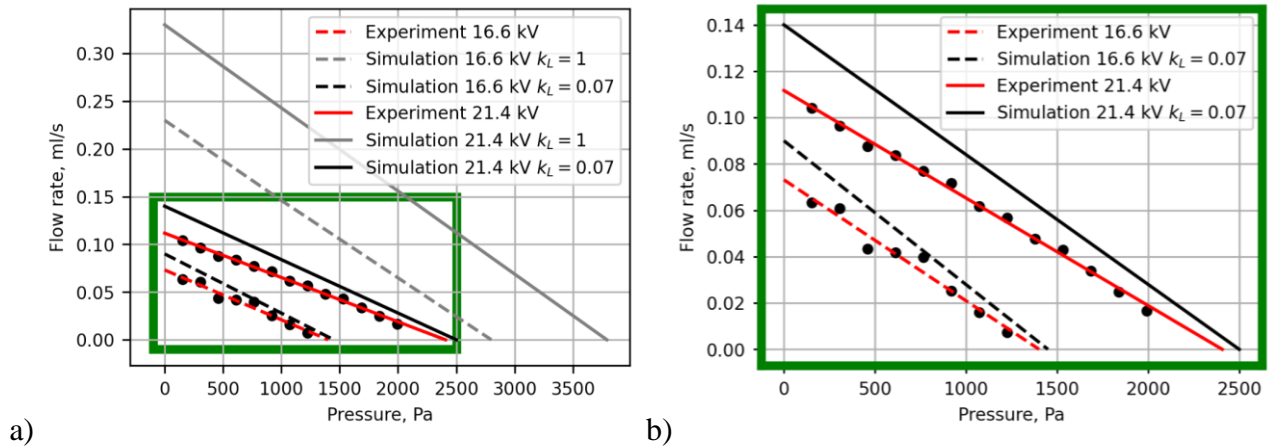 Experiment 16.6 kV
Simulation 16.6 kV k_L = 1
Simulation 16.6 kV k_L = 0.07
Experiment 21.4 kV
Simulation 21.4 kV k_L = 1
Simulation 21.4 kV k_L = 0.07
0.30
0.25
0.20
0.15
0.10
0.05
0.00
Flow rate, ml/s
0 500 1000 1500 2000 2500 3000 3500
Pressure, Pa
a)
Experiment 16.6 kV
Simulation 16.6 kV k_L = 0.07
Experiment 21.4 kV
Simulation 21.4 kV k_L = 0.07
0.14
0.12
0.10
0.08
0.06
0.04
0.02
0.00
Flow rate, ml/s
0 500 1000 1500 2000 2500
Pressure, Pa
b)